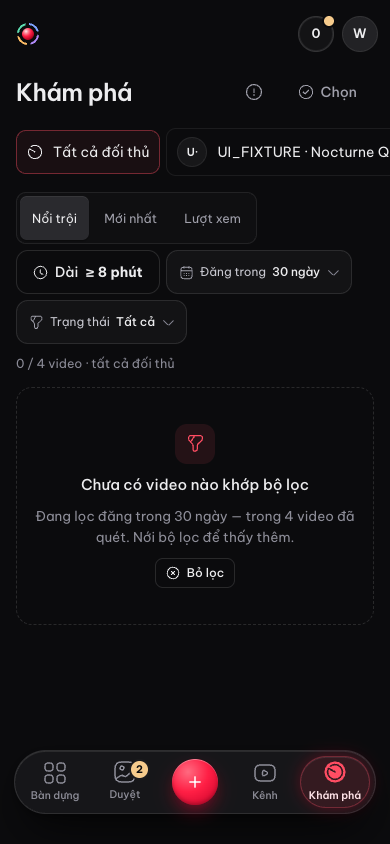 0
W
Khám phá
Chọn
Tất cả đối thủ
U·
UI_FIXTURE · Nocturne Q
Nổi trội
Mới nhất
Lượt xem
Dài ≥ 8 phút
Đăng trong 30 ngày
Trạng thái Tất cả
0 / 4 video · tất cả đối thủ
Chưa có video nào khớp bộ lọc
Đang lọc đăng trong 30 ngày — trong 4 video đã
quét. Nới bộ lọc để thấy thêm.
Bỏ lọc
2
Bàn dựng
Duyệt
Kênh
Khám phá